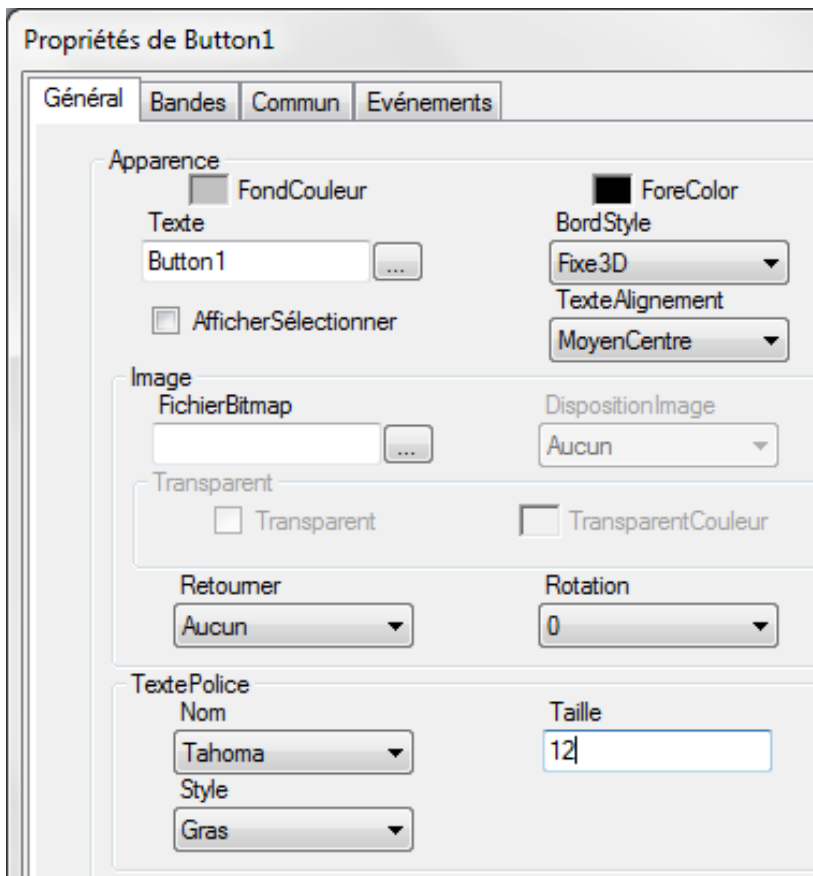 Propriétés de Button1
Général Bandes Commun Evénements
Apparence
FondCouleur ForeColor
Texte BordStyle
Button1 ... Fixe3D
TexteAlignement
AfficherSélectionner
MoyenCentre
Image
FichierBitmap DispositionImage
... Aucun
Transparent
Transparent TransparentCouleur
Retourner Rotation
Aucun 0
TextePolice
Nom Taille
Tahoma 12
Style
Gras